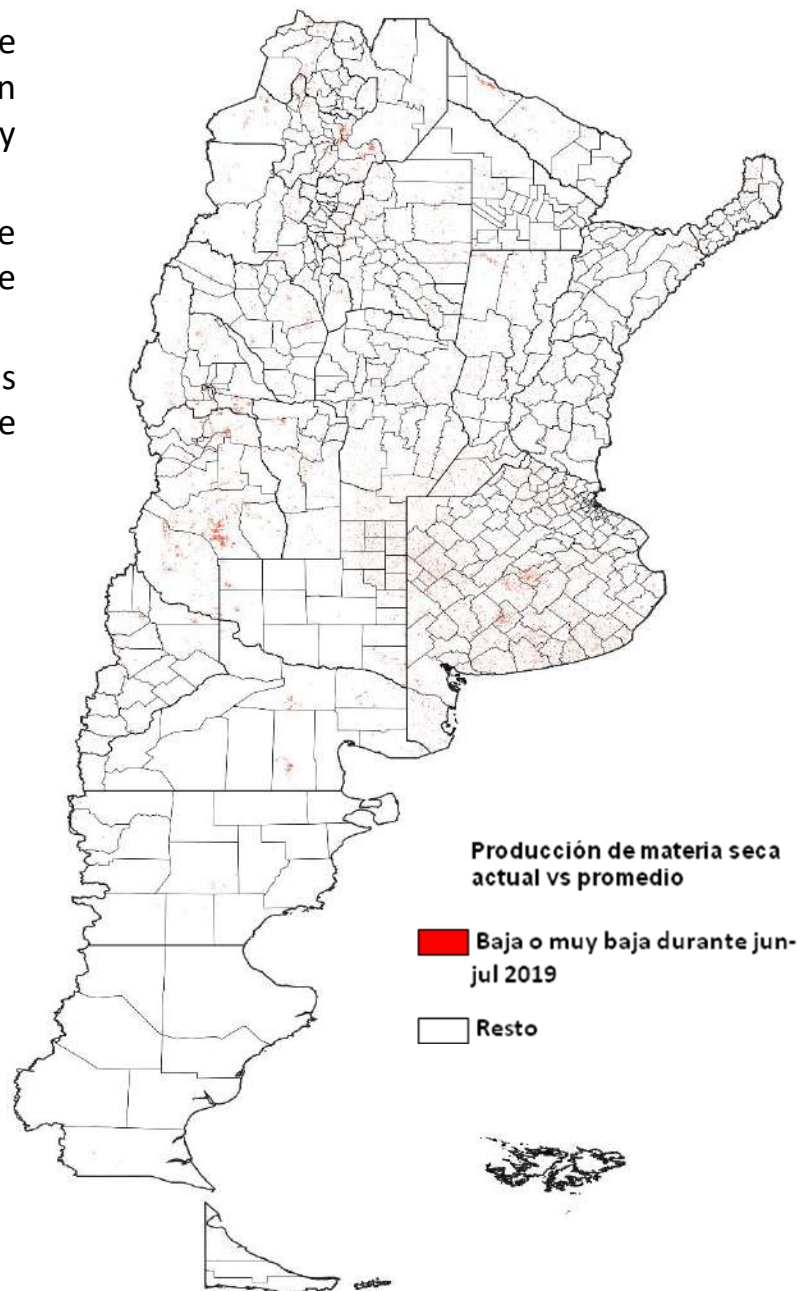 e
n
y
e
e
s
e
Producción de materia seca
actual vs promedio
Baja o muy baja durante jun-
jul 2019
Resto